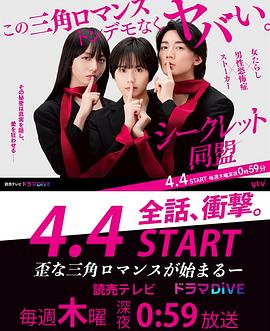 この三角ロマンス
トンデモなくヤバい。
女たらし
×
男性恐怖症
×
ストーカー
その秘密は真実を隠し、
愛を狂わせる…
シークレット
同盟
4.4 START 毎週木曜深夜0時59分
読売テレビ ドラマDiVE
ytv
全話、衝撃。
4.4 START
歪な三角ロマンスが始まるー
読売テレビ ドラマDiVE
毎週木曜 深夜 0:59 放送